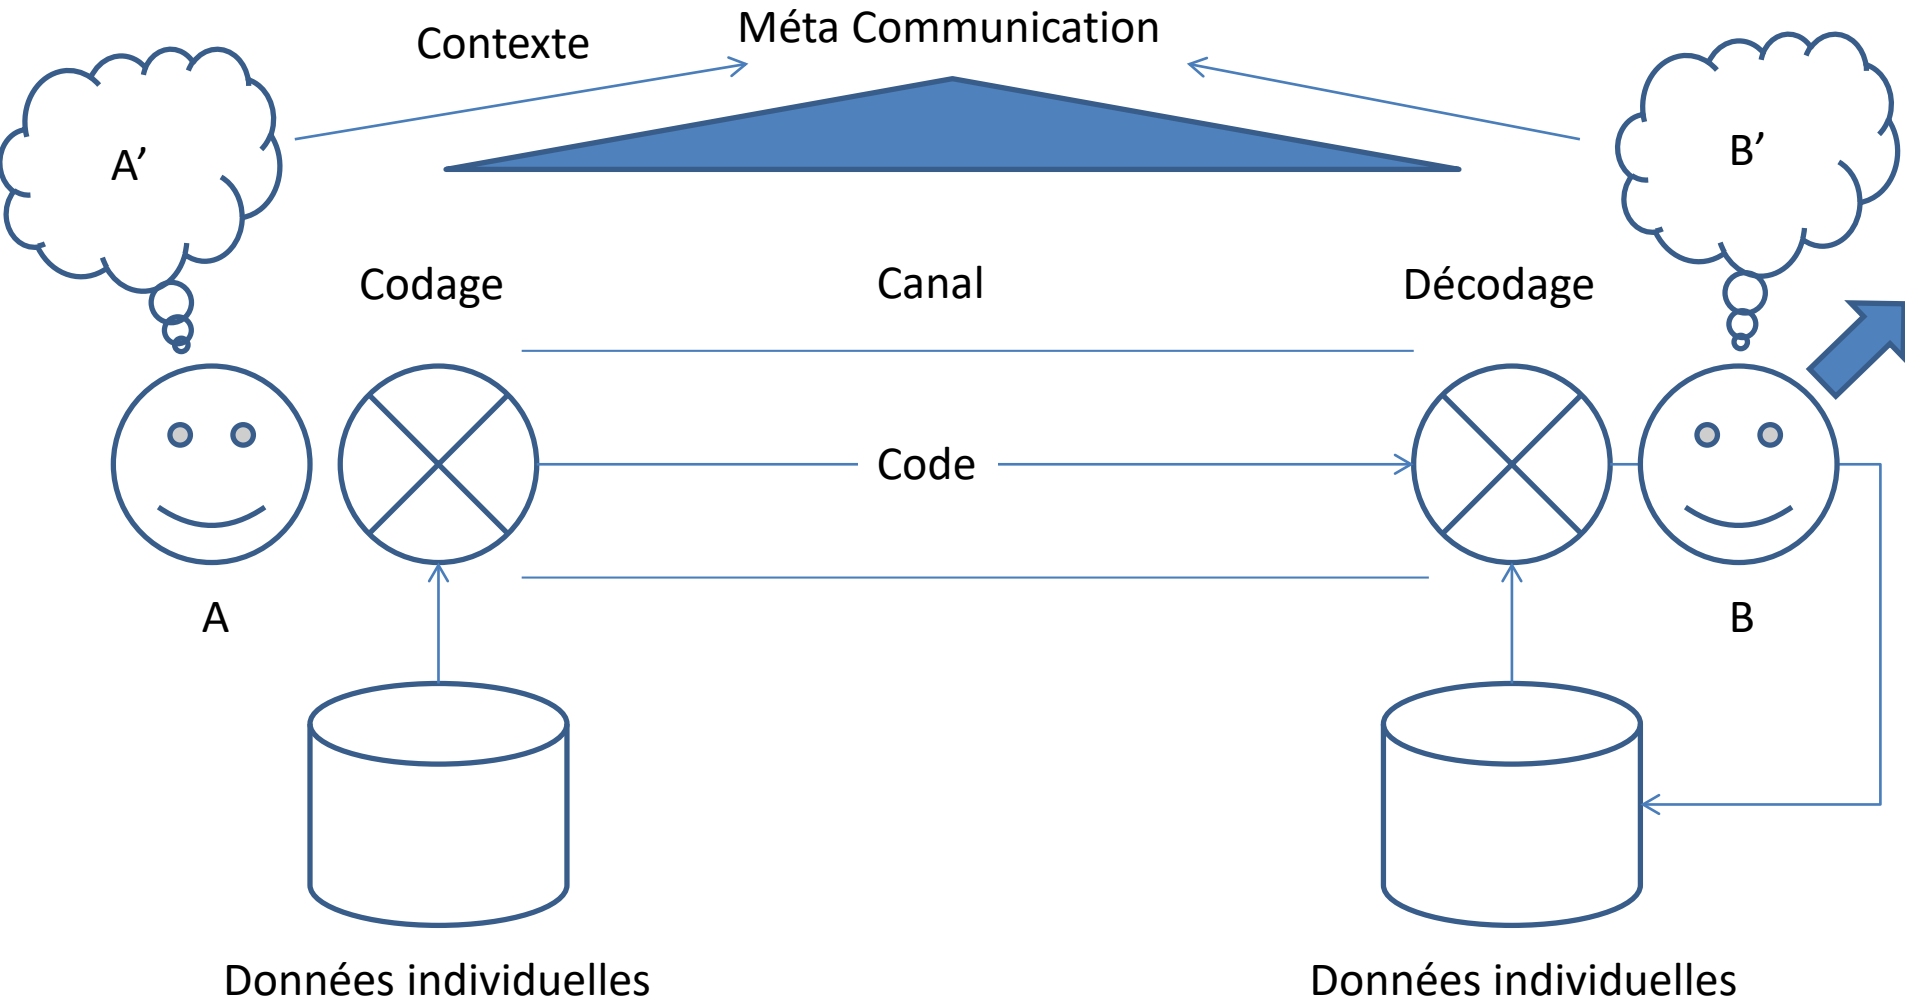 Méta Communication
Contexte
A’
B’
Codage
Canal
Décodage
Code
A
B
Données individuelles
Données individuelles